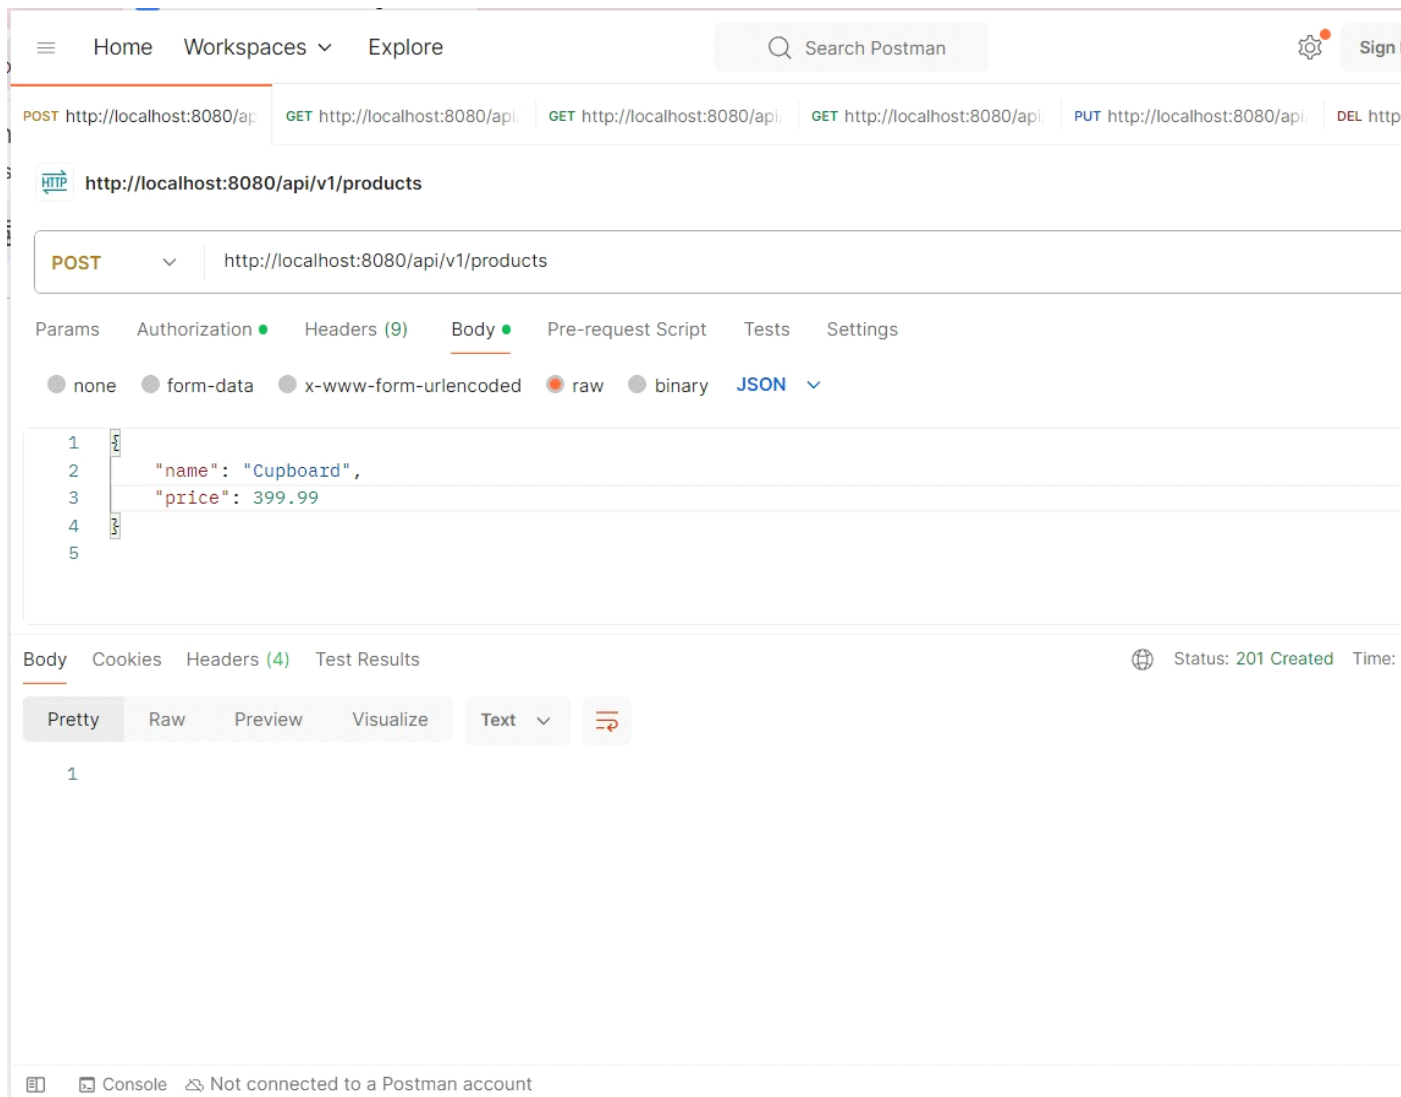 Home Workspaces Explore Search Postman Sign
POST http://localhost:8080/ap GET http://localhost:8080/api GET http://localhost:8080/api GET http://localhost:8080/api PUT http://localhost:8080/api DEL http
HTTP http://localhost:8080/api/v1/products
POST http://localhost:8080/api/v1/products
Params Authorization Headers (9) Body Pre-request Script Tests Settings
none form-data x-www-form-urlencoded raw binary JSON
1 {
2 "name": "Cupboard",
3 "price": 399.99
4 }
5
Body Cookies Headers (4) Test Results Status: 201 Created Time:
Pretty Raw Preview Visualize Text
1
Console Not connected to a Postman account